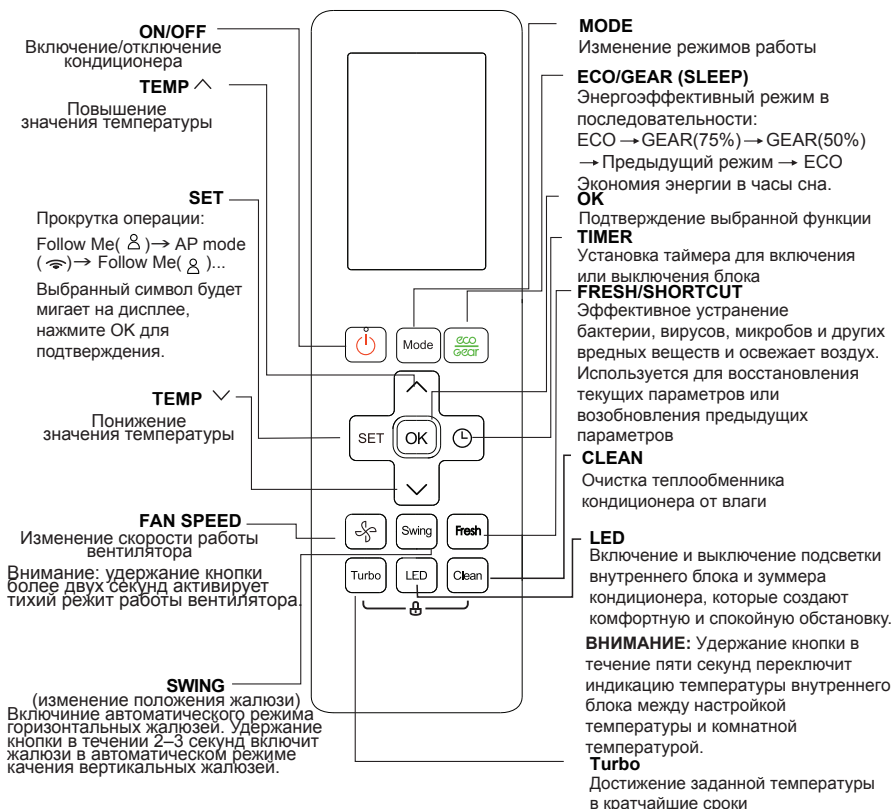 ON/OFF
Включение/отключение
кондиционера
TEMP ^
Повышение
значения температуры
SET
Прокрутка операции:
Follow Me( )→ AP mode
( )→ Follow Me( )...
Выбранный символ будет
мигает на дисплее,
нажмите OK для
подтверждения.
TEMP ∨
Понижение
значения температуры
FAN SPEED
Изменение скорости работы
вентилятора
Внимание: удержание кнопки
более двух секунд активирует
тихий режит работы вентилятора.
SWING
(изменение положения жалюзи)
Включиние автоматического режима
горизонтальных жалюзей. Удержание
кнопки в течении 2–3 секунд включит
жалюзи в автоматическом режиме
качения вертикальных жалюзей.
Mode
eco
gear
SET
OK
Swing
Fresh
Turbo
LED
Clean
MODE
Изменение режимов работы
ECO/GEAR (SLEEP)
Энергоэффективный режим в
последовательности:
ECO → GEAR(75%) → GEAR(50%)
→ Предыдущий режим → ECO
Экономия энергии в часы сна.
OK
Подтверждение выбранной функции
TIMER
Установка таймера для включения
или выключения блока
FRESH/SHORTCUT
Эффективное устранение
бактерии, вирусов, микробов и других
вредных веществ и освежает воздух.
Используется для восстановления
текущих параметров или
возобновления предыдущих
параметров
CLEAN
Очистка теплообменника
кондиционера от влаги
LED
Включение и выключение подсветки
внутреннего блока и зуммера
кондиционера, которые создают
комфортную и спокойную обстановку.
ВНИМАНИЕ: Удержание кнопки в
течение пяти секунд переключит
индикацию температуры внутреннего
блока между настройкой
температуры и комнатной
температурой.
Turbo
Достижение заданной температуры
в кратчайшие сроки